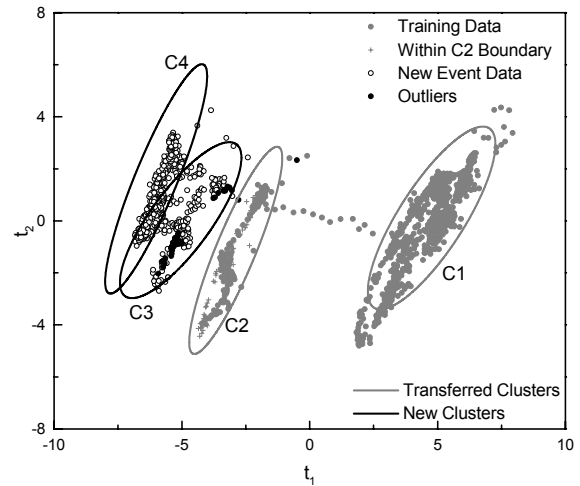 Training Data
Within C2 Boundary
New Event Data
Outliers
C4
C3
C2
C1
Transferred Clusters
New Clusters
8
4
0
-4
-8
t2
-10
-5
0
5
10
t1